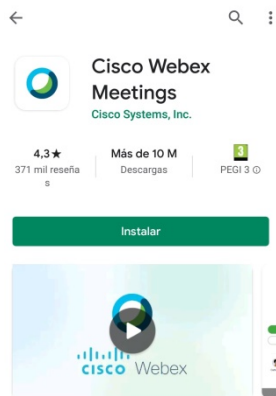 Cisco Webex
Meetings
Cisco Systems, Inc.
4,3★
371 mil reseña
s
Más de 10 M
Descargas
3
PEGI 3
Instalar
CISCO Webex